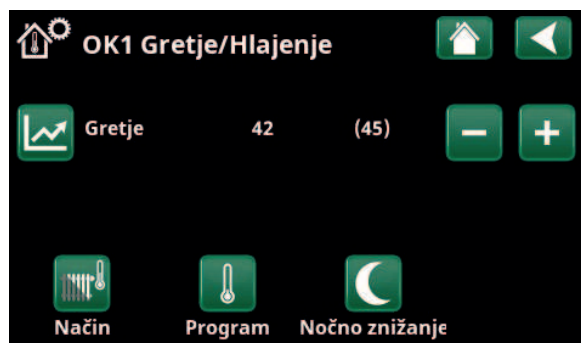 OK1 Gretje/Hlajenje
Gretje 42 (45)
Način Program Nočno znižanje